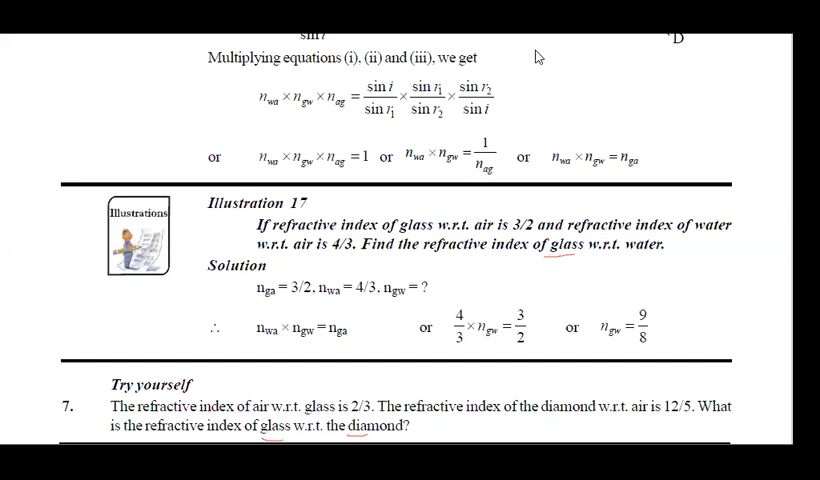 sin i
D
Multiplying equations (i), (ii) and (iii), we get
n_wa × n_gw × n_ag = sin i / sin r₁ × sin r₁ / sin r₂ × sin r₂ / sin i
or n_wa × n_gw × n_ag = 1 or n_wa × n_gw = 1 / n_ag or n_wa × n_gw = n_ga
Illustrations
Illustration 17
If refractive index of glass w.r.t. air is 3/2 and refractive index of water
w.r.t. air is 4/3. Find the refractive index of glass w.r.t. water.
Solution
n_ga = 3/2, n_wa = 4/3, n_gw = ?
∴ n_wa × n_gw = n_ga or 4/3 × n_gw = 3/2 or n_gw = 9/8
Try yourself
7. The refractive index of air w.r.t. glass is 2/3. The refractive index of the diamond w.r.t. air is 12/5. What
is the refractive index of glass w.r.t. the diamond?